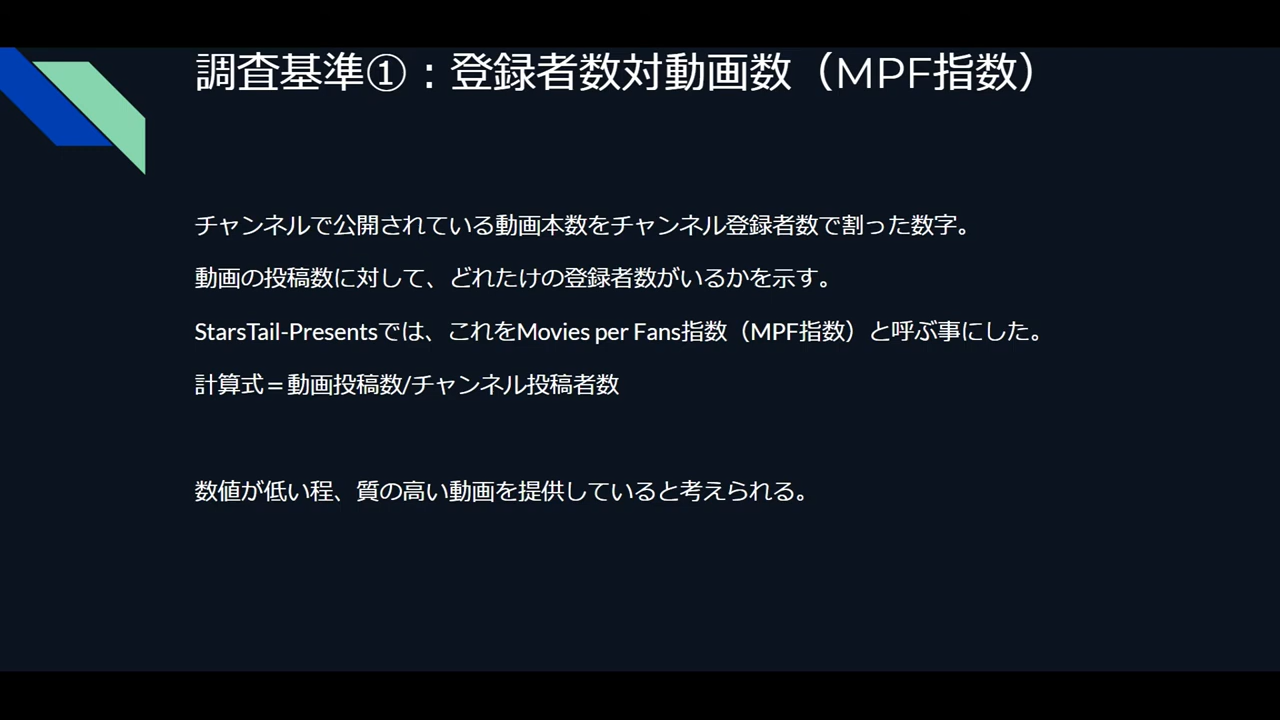 調査基準①：登録者数対動画数（MPF指数）
チャンネルで公開されている動画本数をチャンネル登録者数で割った数字。
動画の投稿数に対して、どれたけの登録者数がいるかを示す。
StarsTail-Presentsでは、これをMovies per Fans指数（MPF指数）と呼ぶ事にした。
計算式＝動画投稿数/チャンネル投稿者数
数値が低い程、質の高い動画を提供していると考えられる。